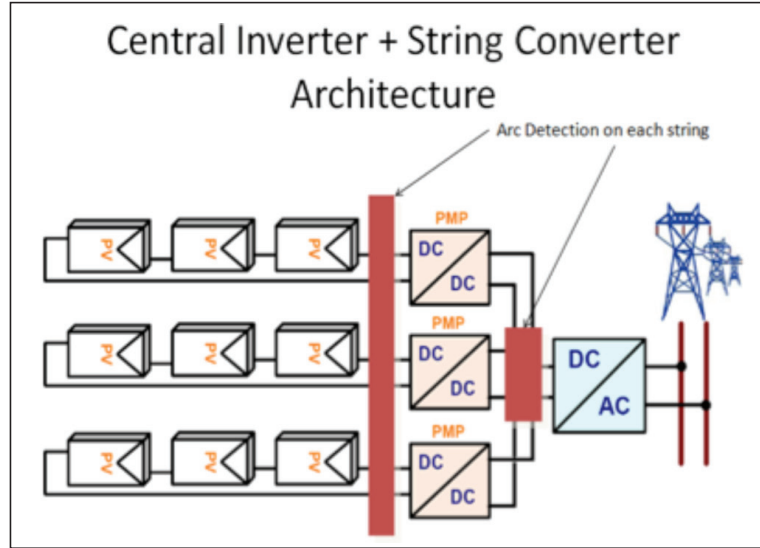 Central Inverter + String Converter
Architecture
Arc Detection on each string
PV PV PV
PMP
DC
DC
PV PV PV
PMP
DC
DC
DC
AC
PV PV PV
PMP
DC
DC